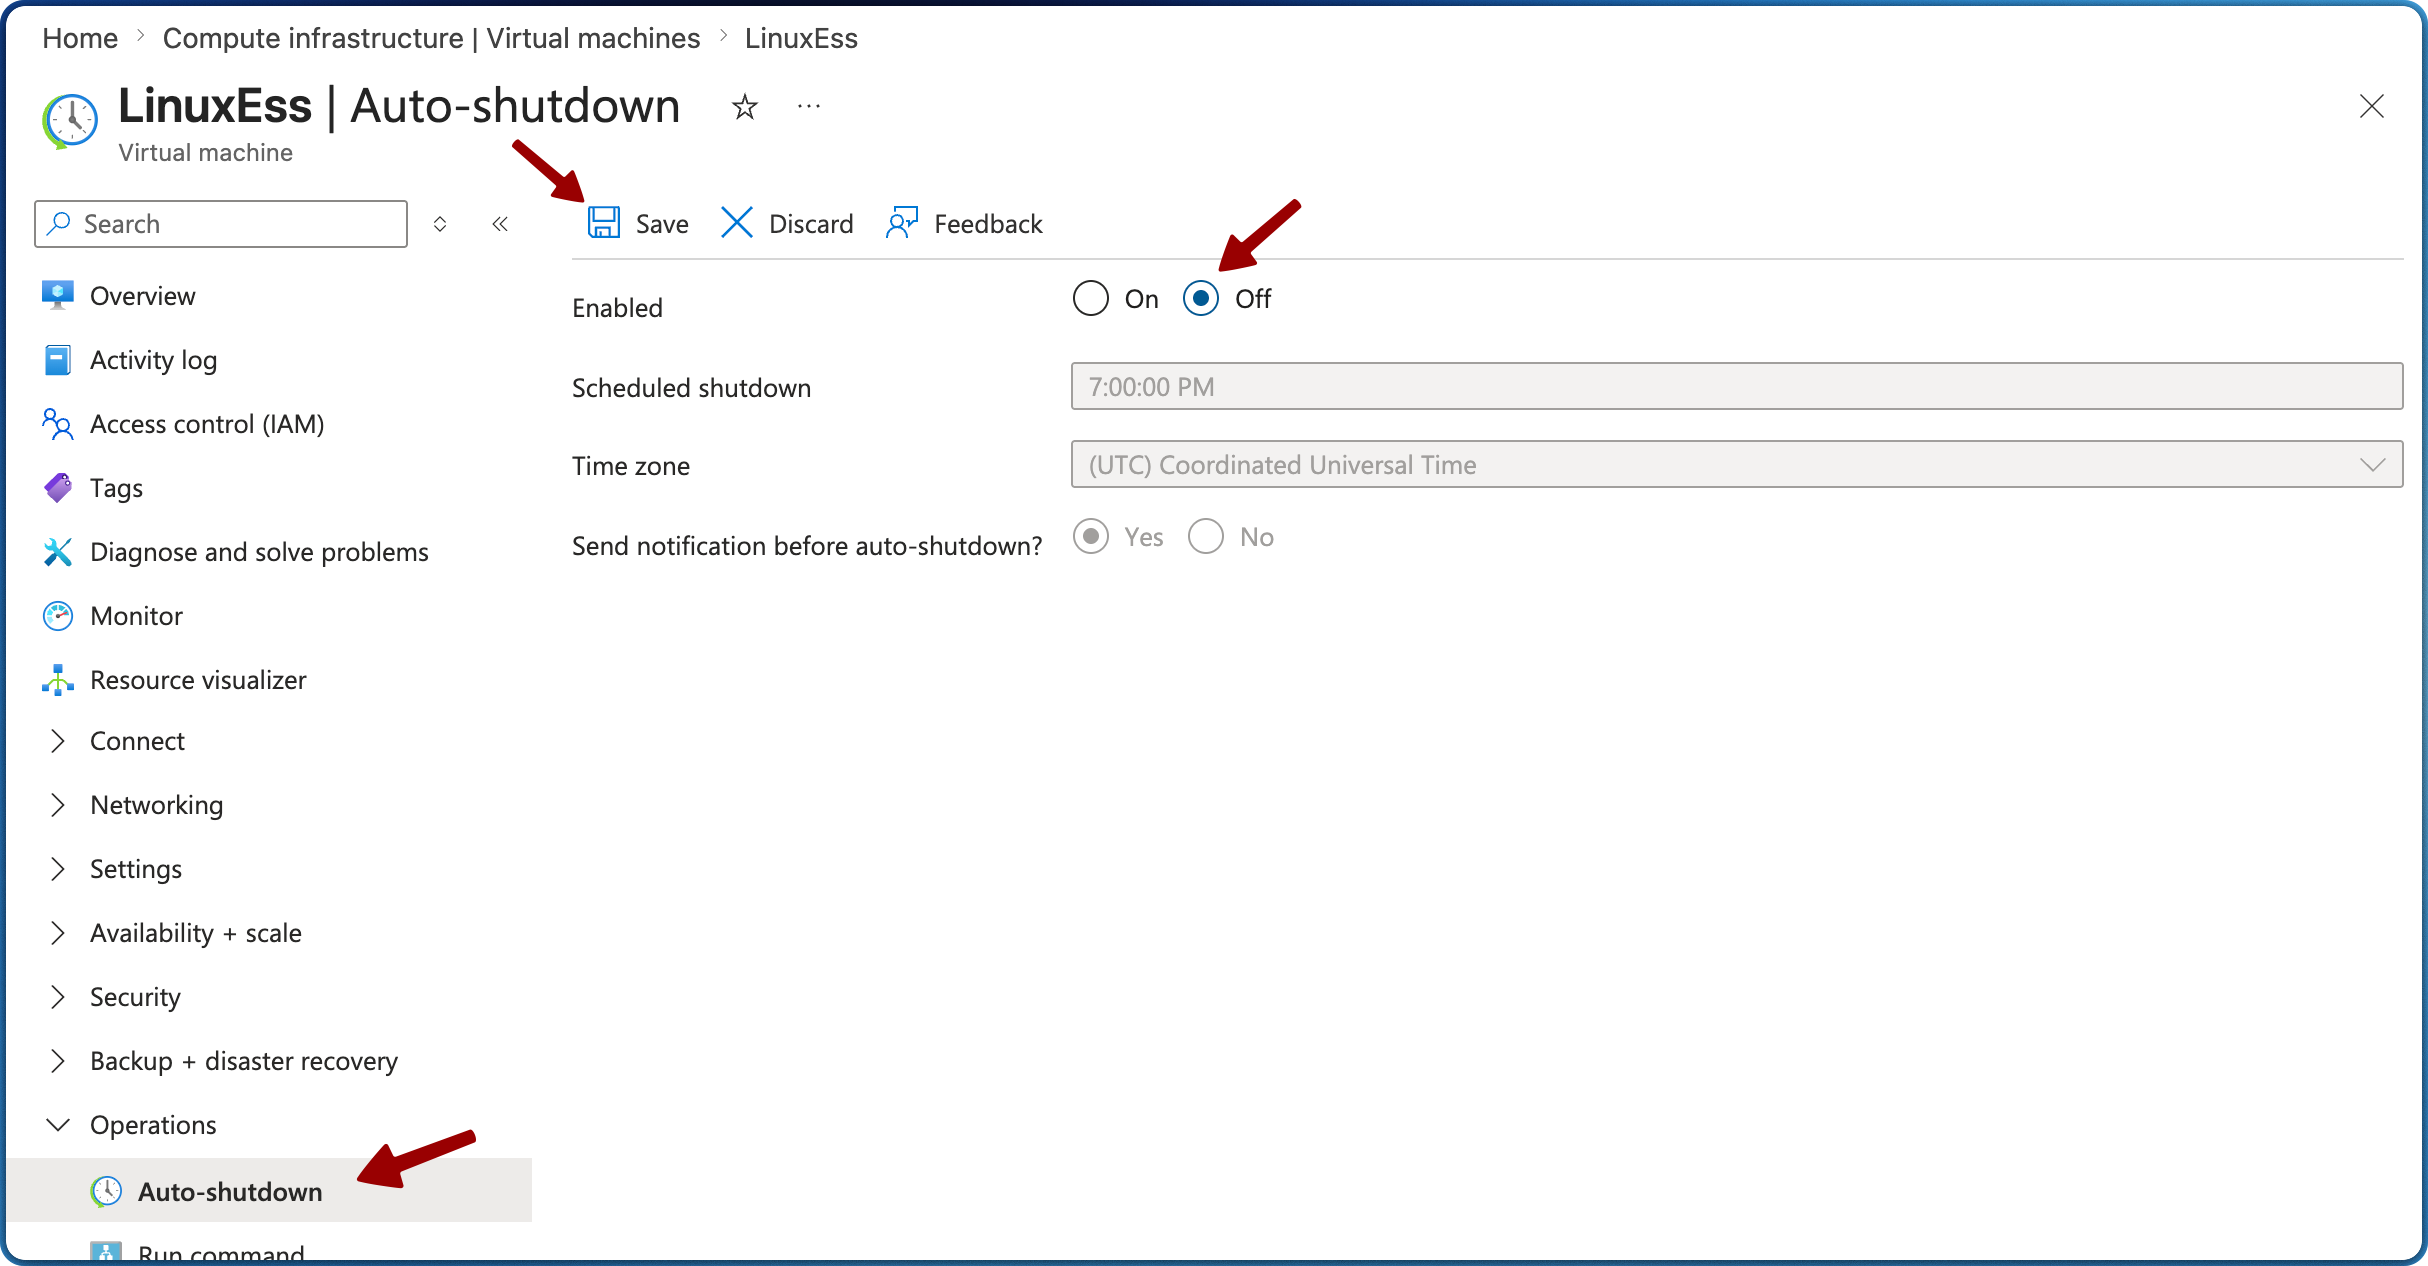 Home > Compute infrastructure | Virtual machines > LinuxEss
LinuxEss | Auto-shutdown
Virtual machine
Search
Save Discard Feedback
Overview
Activity log
Access control (IAM)
Tags
Diagnose and solve problems
Monitor
Resource visualizer
Connect
Networking
Settings
Availability + scale
Security
Backup + disaster recovery
Operations
Auto-shutdown
Run command
Enabled On Off
Scheduled shutdown 7:00:00 PM
Time zone (UTC) Coordinated Universal Time
Send notification before auto-shutdown? Yes No